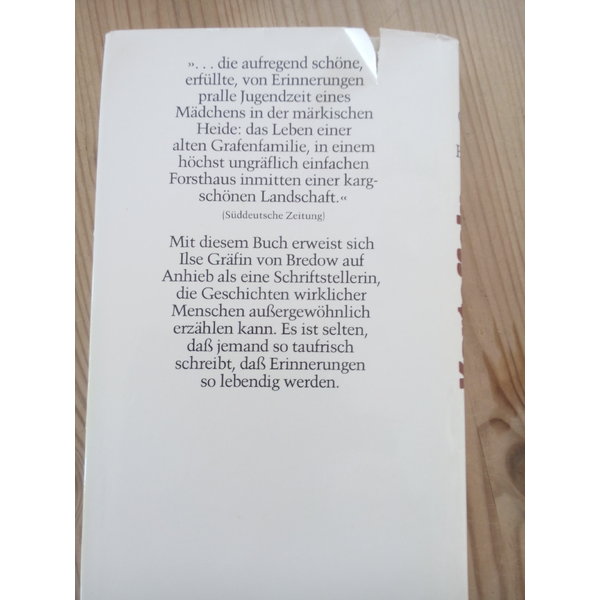 ». . . die aufregend schöne,
erfüllte, von Erinnerungen
pralle Jugendzeit eines
Mädchens in der märkischen
Heide: das Leben einer
alten Grafenfamilie, in einem
höchst ungräflich einfachen
Forsthaus inmitten einer karg-
schönen Landschaft.«
(Süddeutsche Zeitung)
Mit diesem Buch erweist sich
Ilse Gräfin von Bredow auf
Anhieb als eine Schriftstellerin,
die Geschichten wirklicher
Menschen außergewöhnlich
erzählen kann. Es ist selten,
daß jemand so taufrisch
schreibt, daß Erinnerungen
so lebendig werden.